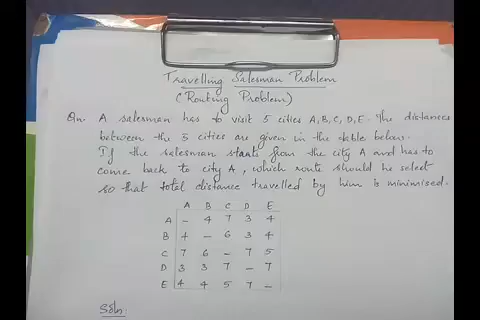 Travelling Salesman Problem
(Routing Problem)
Qn. A salesman has to visit 5 cities A, B, C, D, E. The distances
between the 5 cities are given in the table below.
If the salesman starts from the city A and has to
come back to city A, which route should he select
so that total distance travelled by him is minimised.
A B C D E
A - 4 7 3 4
B 4 - 6 3 4
C 7 6 - 7 5
D 3 3 7 - 7
E 4 4 5 7 -
Soln: